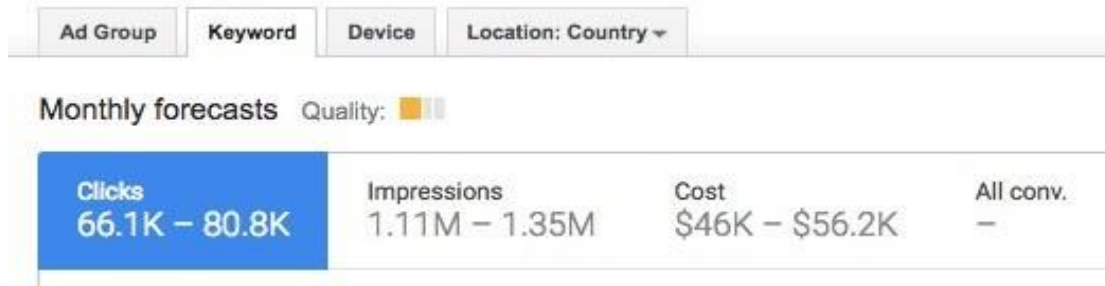 Ad Group Keyword Device Location: Country
Monthly forecasts Quality:
Clicks Impressions Cost All conv.
66.1K – 80.8K 1.11M – 1.35M $46K – $56.2K –